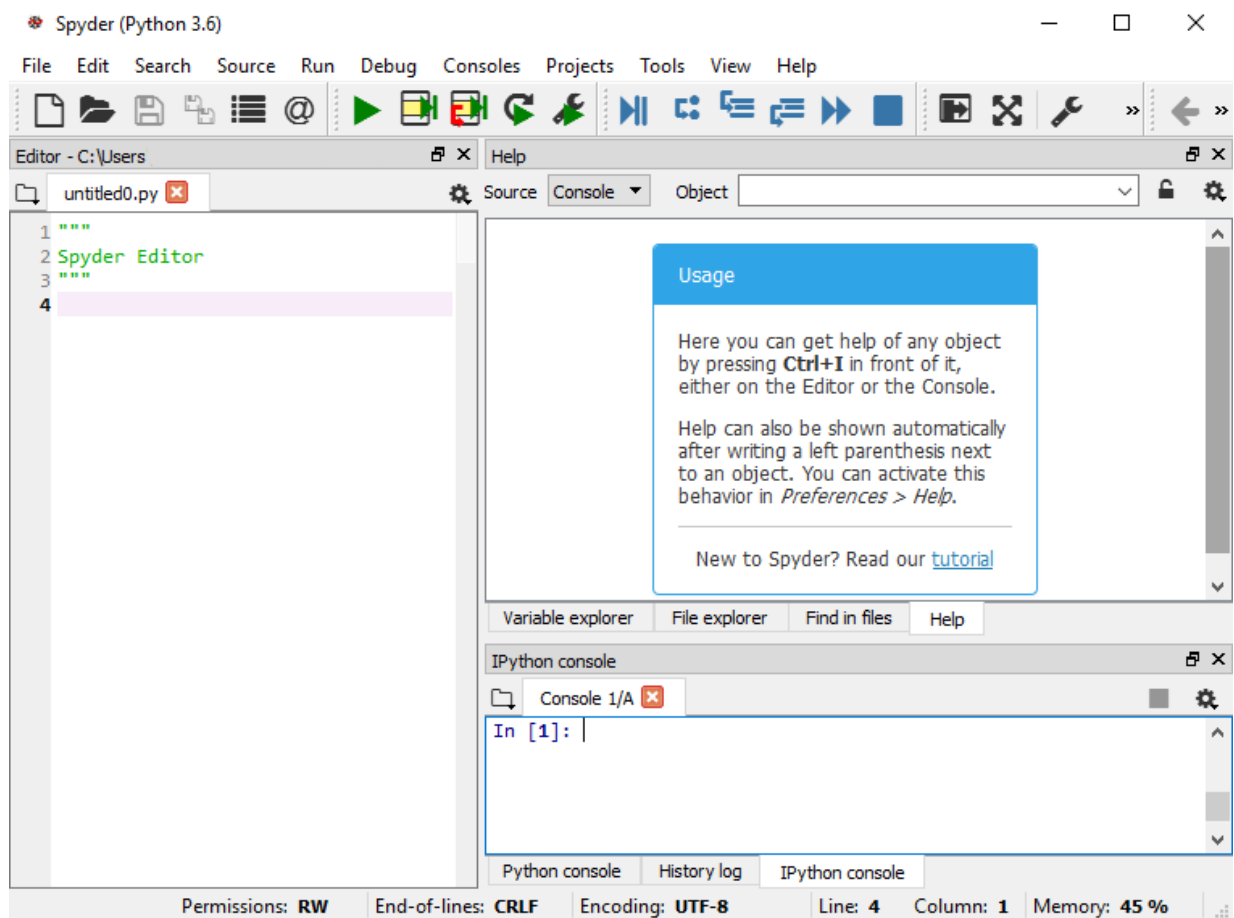 Spyder (Python 3.6)
File Edit Search Source Run Debug Consoles Projects Tools View Help
@
» »
Editor - C:\Users
untitled0.py
1 """
2 Spyder Editor
3 """
4
Help
Source Console Object
Usage
Here you can get help of any object
by pressing Ctrl+I in front of it,
either on the Editor or the Console.
Help can also be shown automatically
after writing a left parenthesis next
to an object. You can activate this
behavior in Preferences > Help.
New to Spyder? Read our tutorial
Variable explorer File explorer Find in files Help
IPython console
Console 1/A
In [1]:
Python console History log IPython console
Permissions: RW End-of-lines: CRLF Encoding: UTF-8 Line: 4 Column: 1 Memory: 45 %